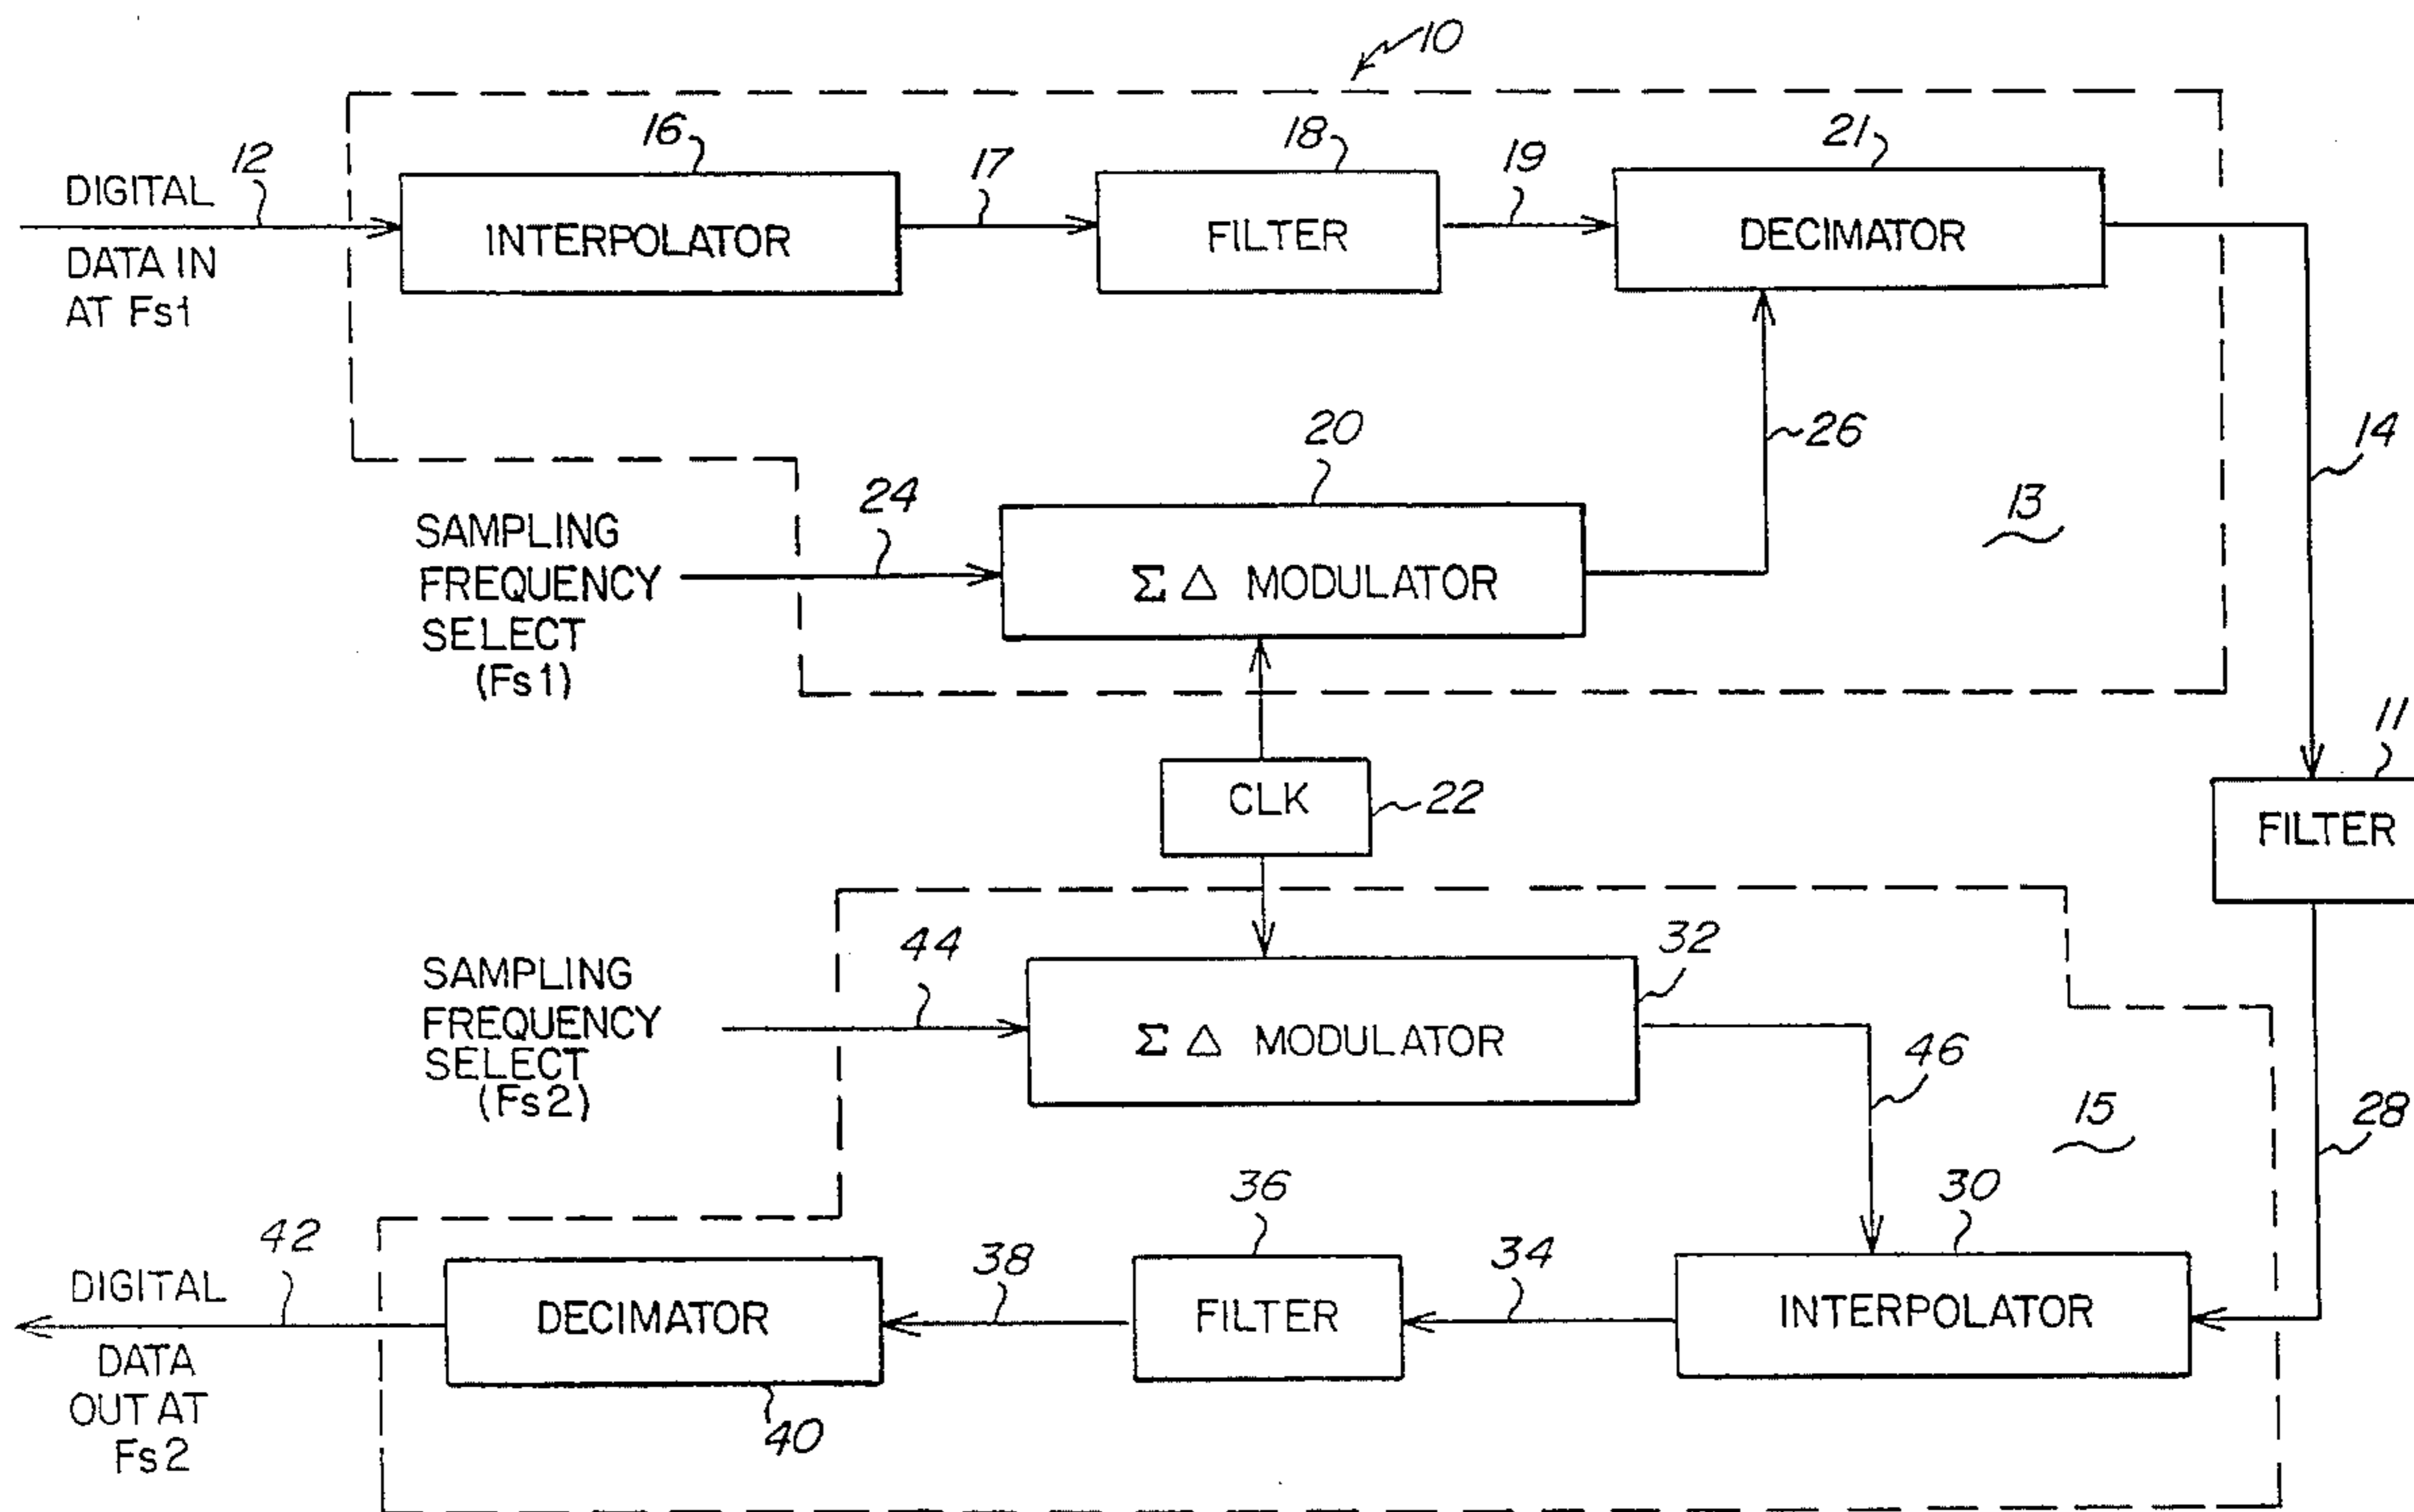 10
16
18
21
12
17
19
DIGITAL
DATA IN
AT Fs1
INTERPOLATOR
FILTER
DECIMATOR
20
26
14
24
13
SAMPLING
FREQUENCY
SELECT
(Fs1)
Σ Δ MODULATOR
11
CLK
22
FILTER
44
32
SAMPLING
FREQUENCY
SELECT
(Fs2)
Σ Δ MODULATOR
46
15
28
36
30
42
38
34
DIGITAL
DATA
OUT AT
Fs2
DECIMATOR
FILTER
INTERPOLATOR
40